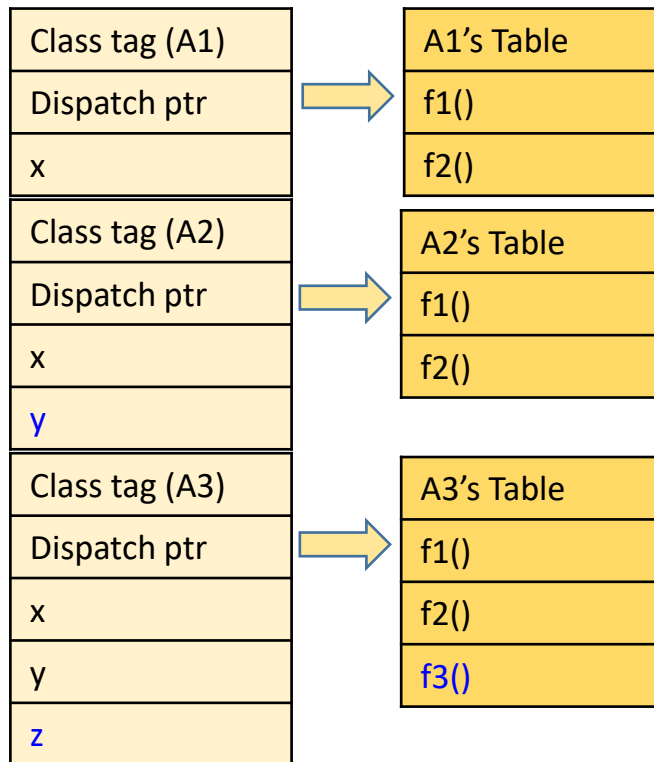 Class tag (A1)
Dispatch ptr
x
A1’s Table
f1()
f2()
Class tag (A2)
Dispatch ptr
x
y
A2’s Table
f1()
f2()
Class tag (A3)
Dispatch ptr
x
y
z
A3’s Table
f1()
f2()
f3()